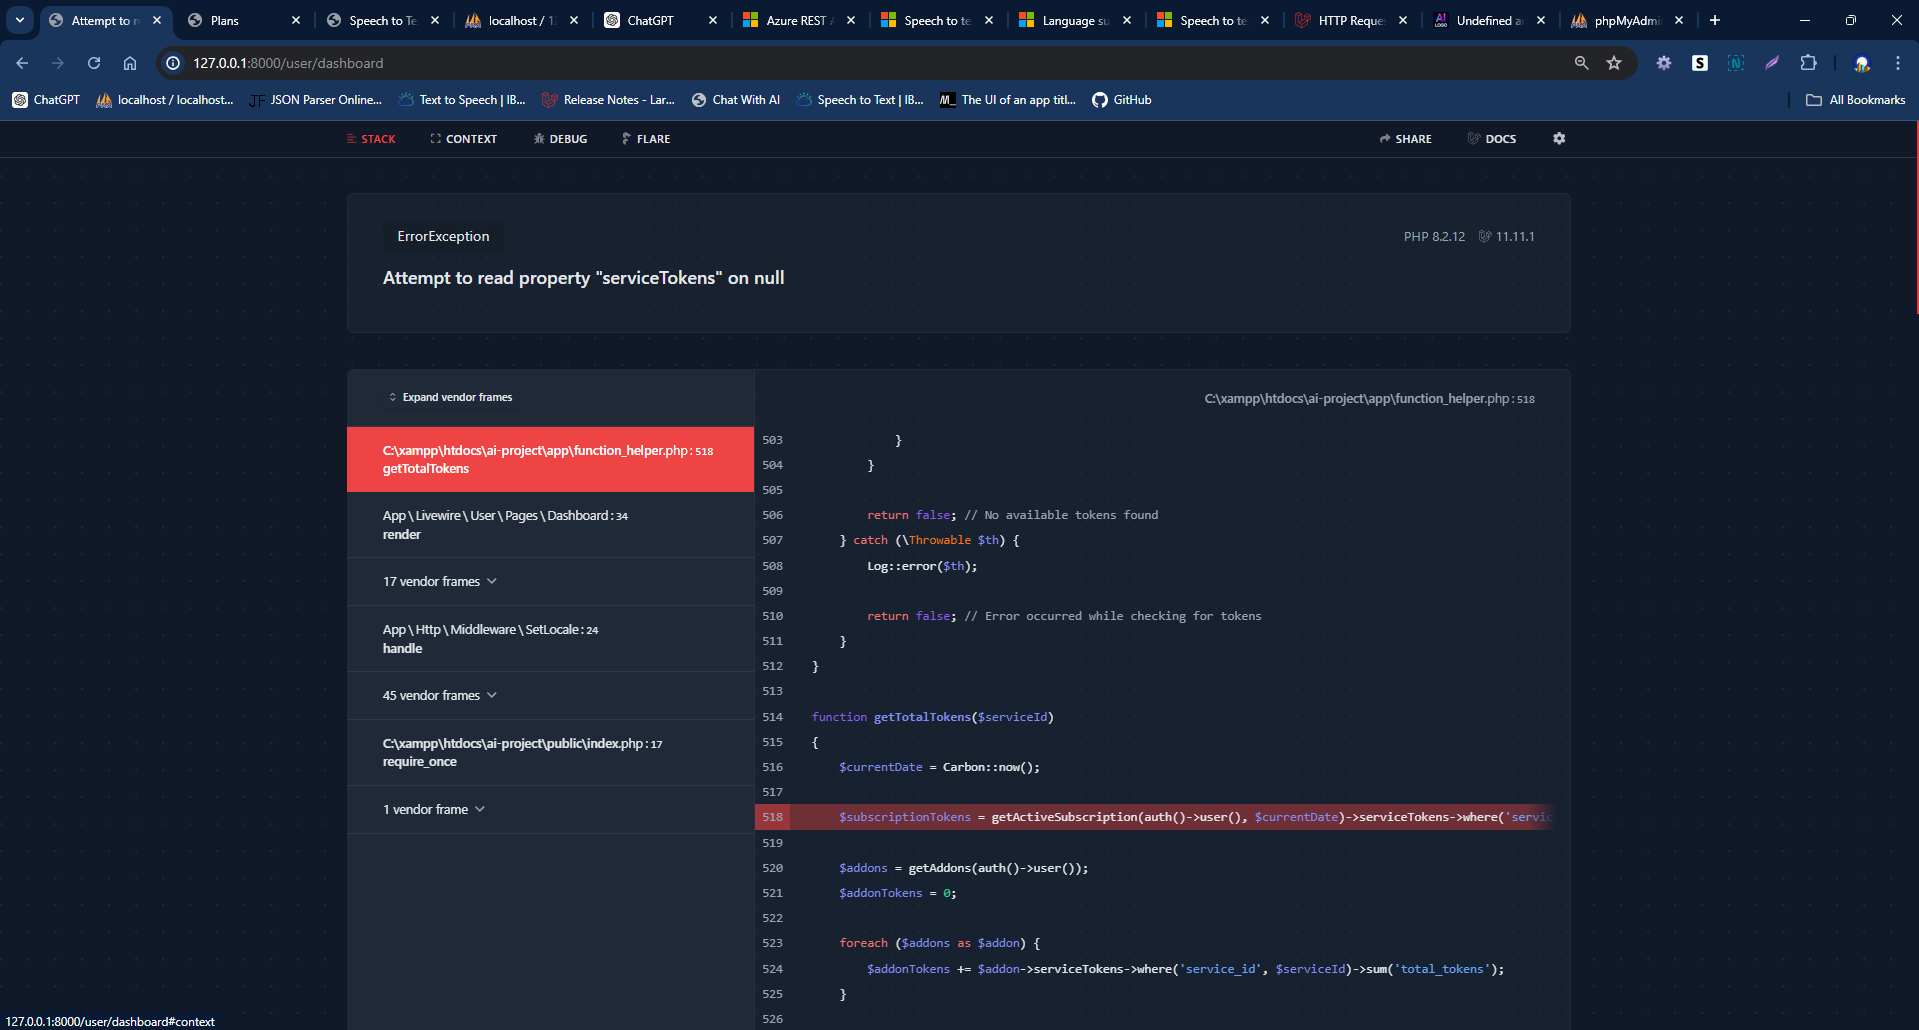 Attempt to r
Plans
Speech to Te
localhost / 12
ChatGPT
Azure REST A
Speech to te
Language su
Speech to te
HTTP Reque
Undefined a
phpMyAdmi
127.0.0.1:8000/user/dashboard
ChatGPT
localhost / localhost...
JSON Parser Online...
Text to Speech | IB...
Release Notes - Lar...
Chat With AI
Speech to Text | IB...
The UI of an app titl...
GitHub
All Bookmarks
STACK
CONTEXT
DEBUG
FLARE
SHARE
DOCS
ErrorException
PHP 8.2.12
11.11.1
Attempt to read property "serviceTokens" on null
Expand vendor frames
C:\xampp\htdocs\ai-project\app\function_helper.php:518
getTotalTokens
App\Livewire\User\Pages\Dashboard:34
render
17 vendor frames
App\Http\Middleware\SetLocale:24
handle
45 vendor frames
C:\xampp\htdocs\ai-project\public\index.php:17
require_once
1 vendor frame
C:\xampp\htdocs\ai-project\app\function_helper.php:518
503 }
504 }
505
506 return false; // No available tokens found
507 } catch (\Throwable $th) {
508 Log::error($th);
509
510 return false; // Error occurred while checking for tokens
511 }
512 }
513
514 function getTotalTokens($serviceId)
515 {
516 $currentDate = Carbon::now();
517
518 $subscriptionTokens = getActiveSubscription(auth()->user(), $currentDate)->serviceTokens->where('servic
519
520 $addons = getAddons(auth()->user());
521 $addonTokens = 0;
522
523 foreach ($addons as $addon) {
524 $addonTokens += $addon->serviceTokens->where('service_id', $serviceId)->sum('total_tokens');
525 }
526
127.0.0.1:8000/user/dashboard#context